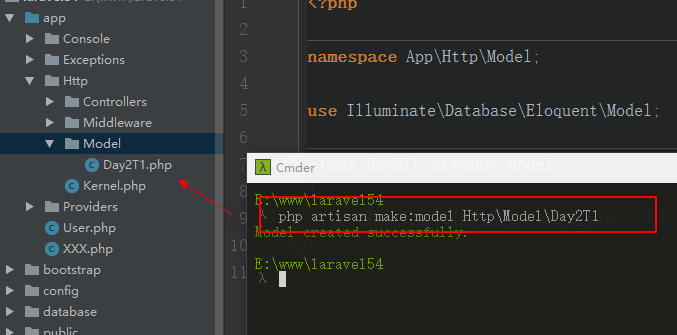 app
Console
Exceptions
Http
Controllers
Middleware
Model
Day2T1.php
Kernel.php
Providers
User.php
XXX.php
bootstrap
config
database
public
1
<?php
2
3
namespace App\Http\Model;
4
5
use Illuminate\Database\Eloquent\Model;
6
class Day2T1 extends Model
8
9
10
11
λ Cmder
E:\www\laravel54
λ php artisan make:model Http\Model\Day2T1
Model created successfully.
E:\www\laravel54
λ